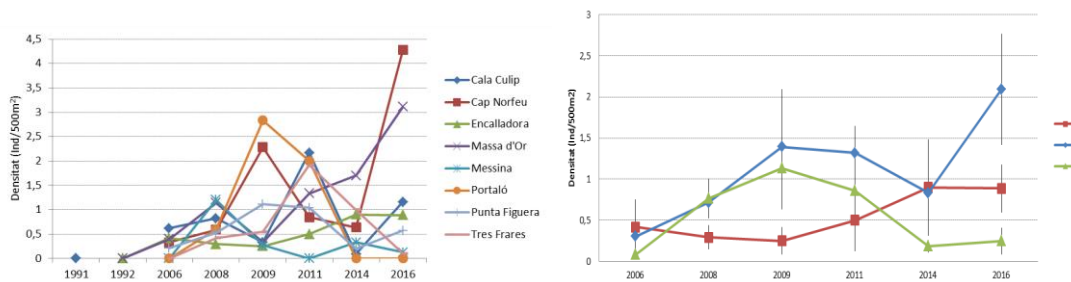 Densitat (Ind/500m²)
4,5
4
3,5
3
2,5
2
1,5
1
0,5
0
1991 1992 2006 2008 2009 2011 2014 2016
Cala Culip
Cap Norfeu
Encalladora
Massa d'Or
Messina
Portaló
Punta Figuera
Tres Frares
Densitat (Ind/500m2)
3
2,5
2
1,5
1
0,5
0
2006 2008 2009 2011 2014 2016